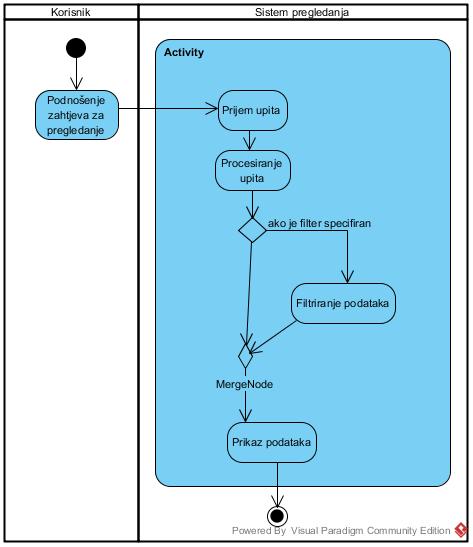 Korisnik
Sistem pregledanja
Activity
Podnošenje
zahtjeva za
pregledanje
Prijem upita
Procesiranje
upita
ako je filter specifiran
Filtriranje podataka
MergeNode
Prikaz podataka
Powered By Visual Paradigm Community Edition